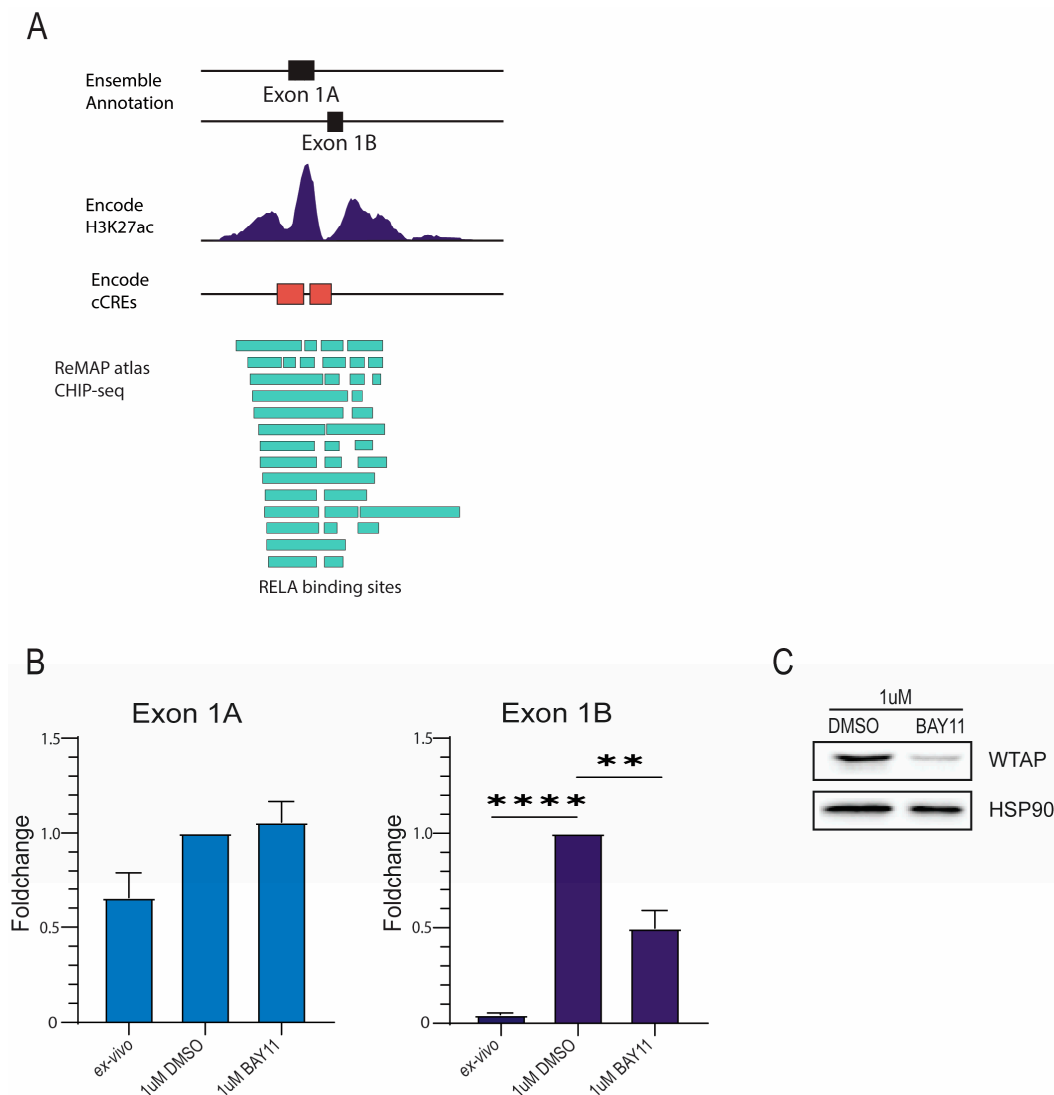 A
Ensemble
Annotation
Exon 1A
Exon 1B
Encode
H3K27ac
Encode
cCREs
ReMAP atlas
CHIP-seq
RELA binding sites
B
Exon 1A
Foldchange
1.5
1.0
0.5
0
ex-vivo
1uM DMSO
1uM BAY11
Exon 1B
Foldchange
1.5
1.0
0.5
0
****
**
ex-vivo
1uM DMSO
1uM BAY11
C
1uM
DMSO BAY11
WTAP
HSP90